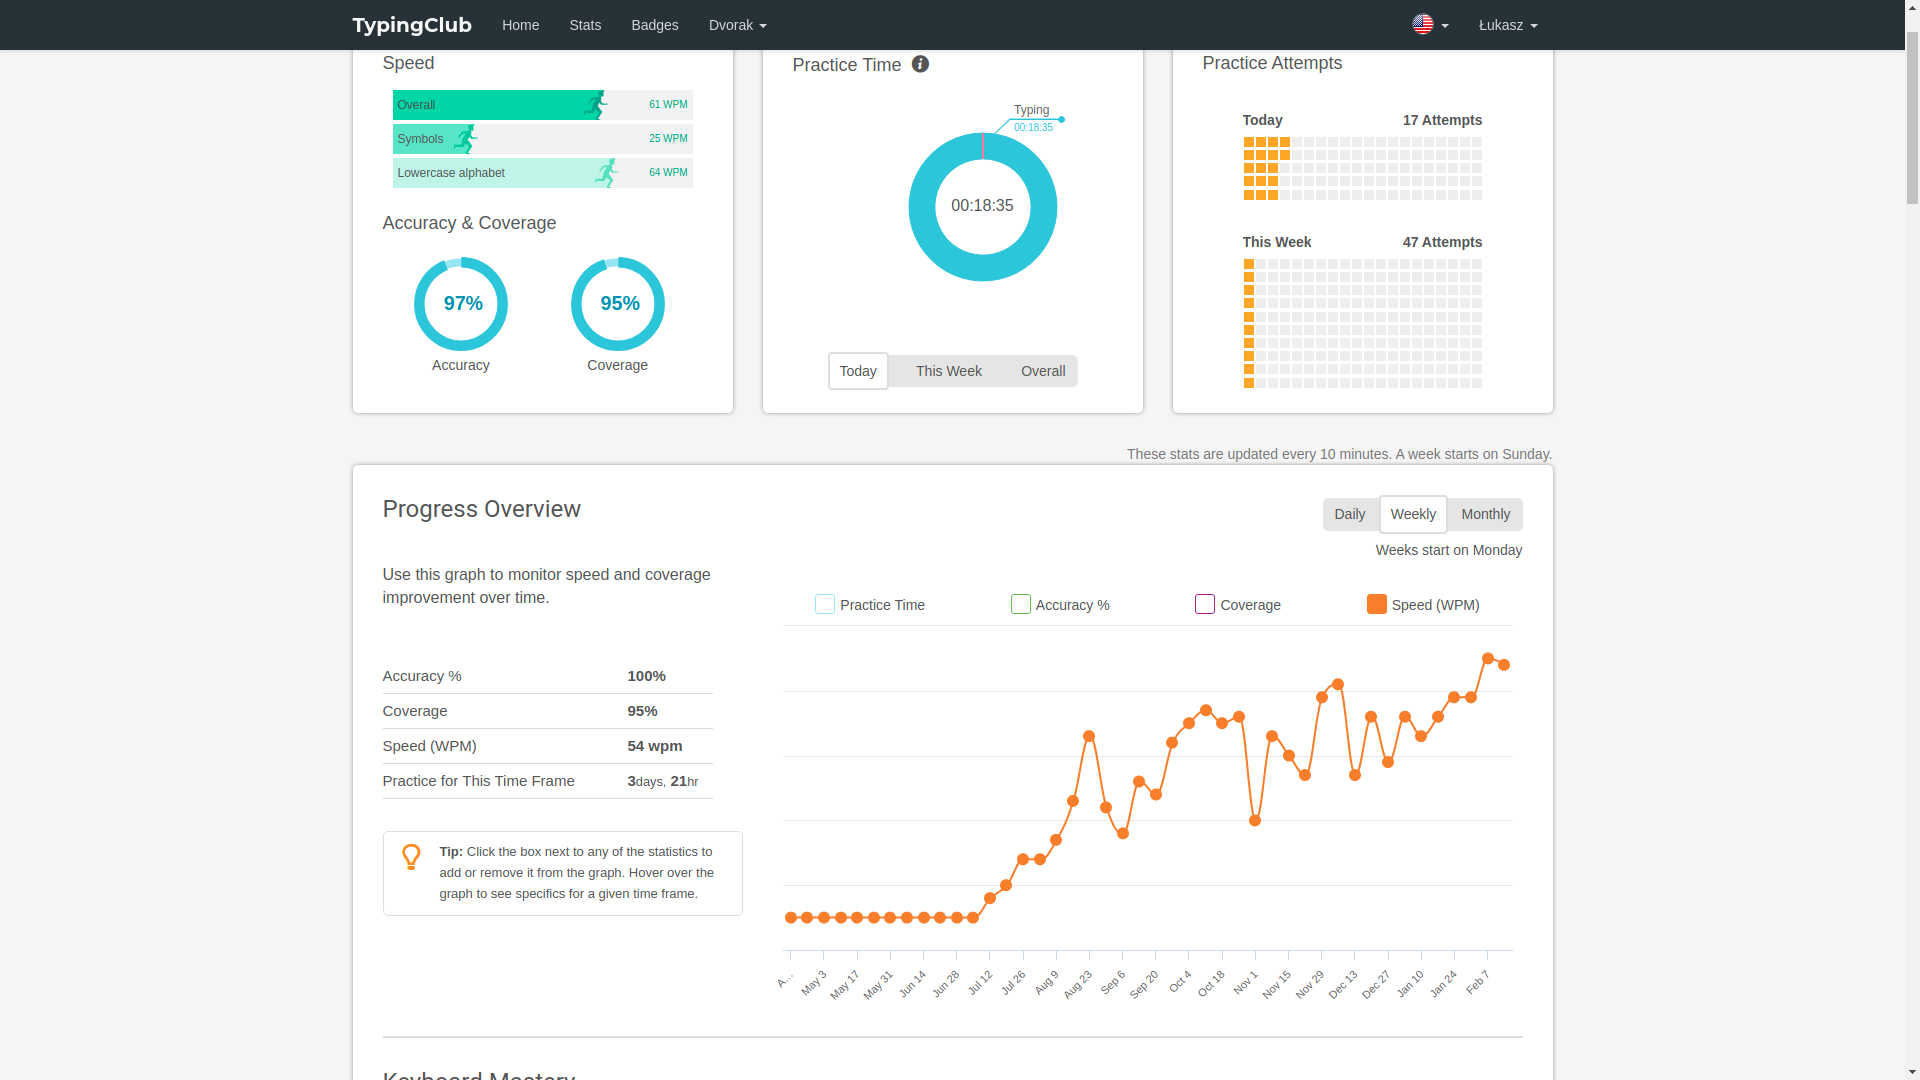 TypingClub Home Stats Badges Dvorak Łukasz
Speed
Overall 61 WPM
Symbols 25 WPM
Lowercase alphabet 64 WPM
Accuracy & Coverage
97% 95%
Accuracy Coverage
Practice Time
Typing
00:18:35
00:18:35
Today This Week Overall
Practice Attempts
Today 17 Attempts
This Week 47 Attempts
These stats are updated every 10 minutes. A week starts on Sunday.
Progress Overview
Daily Weekly Monthly
Weeks start on Monday
Use this graph to monitor speed and coverage
improvement over time.
Accuracy % 100%
Coverage 95%
Speed (WPM) 54 wpm
Practice for This Time Frame 3days, 21hr
Tip: Click the box next to any of the statistics to
add or remove it from the graph. Hover over the
graph to see specifics for a given time frame.
Practice Time Accuracy % Coverage Speed (WPM)
A... May 3 May 17 May 31 Jun 14 Jun 28 Jul 12 Jul 26 Aug 9 Aug 23 Sep 6 Sep 20 Oct 4 Oct 18 Nov 1 Nov 15 Nov 29 Dec 13 Dec 27 Jan 10 Jan 24 Feb 7
Keyboard Mastery